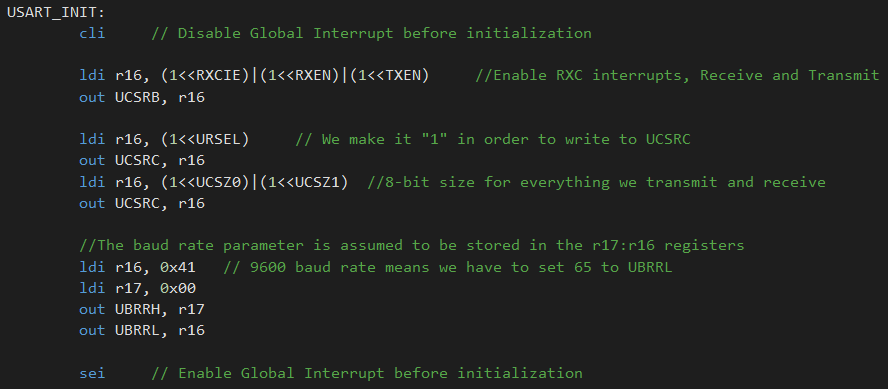 USART_INIT:
cli // Disable Global Interrupt before initialization
ldi r16, (1<<RXCIE)|(1<<RXEN)|(1<<TXEN) //Enable RXC interrupts, Receive and Transmit
out UCSRB, r16
ldi r16, (1<<URSEL) // We make it "1" in order to write to UCSRC
out UCSRC, r16
ldi r16, (1<<UCSZ0)|(1<<UCSZ1) //8-bit size for everything we transmit and receive
out UCSRC, r16
//The baud rate parameter is assumed to be stored in the r17:r16 registers
ldi r16, 0x41 // 9600 baud rate means we have to set 65 to UBRRL
ldi r17, 0x00
out UBRRH, r17
out UBRRL, r16
sei // Enable Global Interrupt before initialization